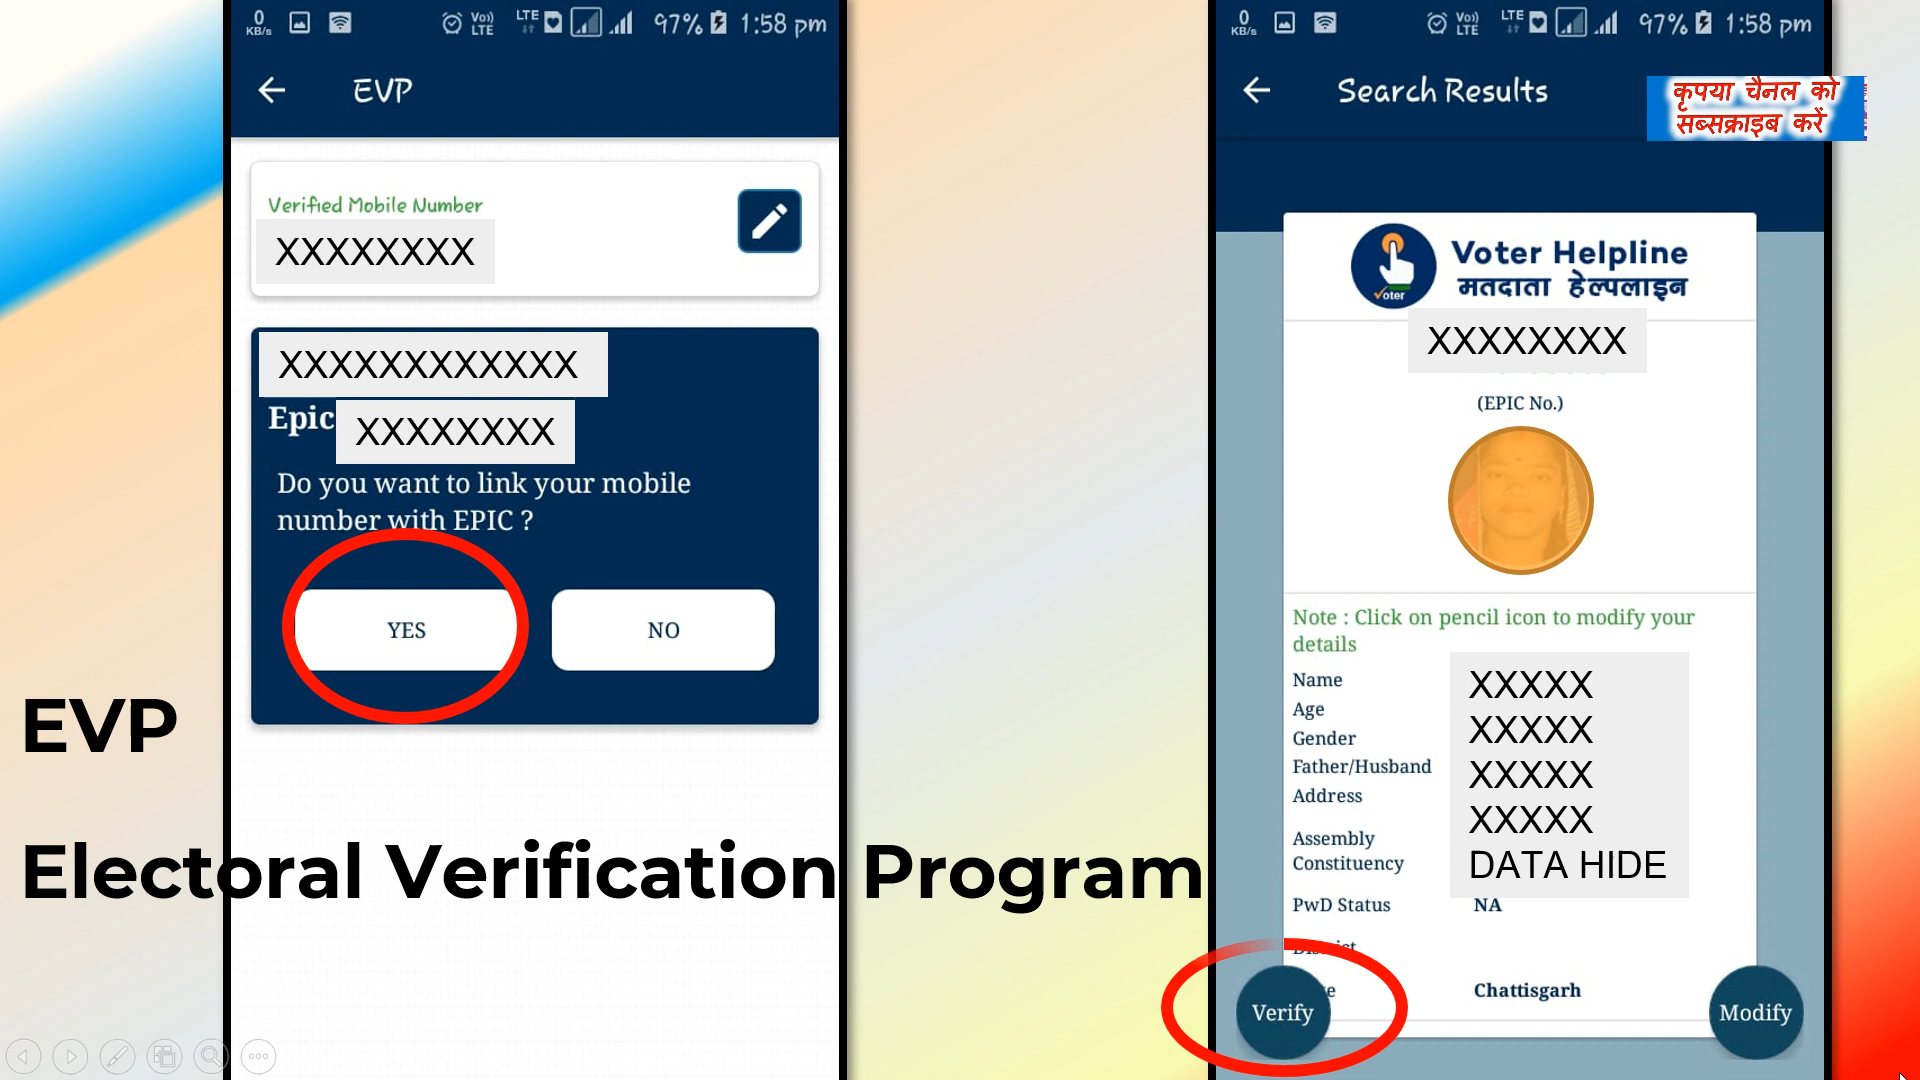 0
KB/s
Vo))
LTE
LTE
97%
1:58 pm
EVP
Verified Mobile Number
XXXXXXXX
XXXXXXXXXXXX
Epic
XXXXXXXX
Do you want to link your mobile
number with EPIC ?
YES
NO
EVP
Electoral Verification Program
0
KB/s
Vo))
LTE
LTE
97%
1:58 pm
Search Results
कृपया चैनल को
सब्सक्राइब करें
Voter Helpline
मतदाता हेल्पलाइन
Voter
XXXXXXXX
(EPIC No.)
Note : Click on pencil icon to modify your
details
Name XXXXX
Age XXXXX
Gender
Father/Husband XXXXX
Address XXXXX
Assembly
Constituency DATA HIDE
PwD Status NA
Chattisgarh
Verify
Modify